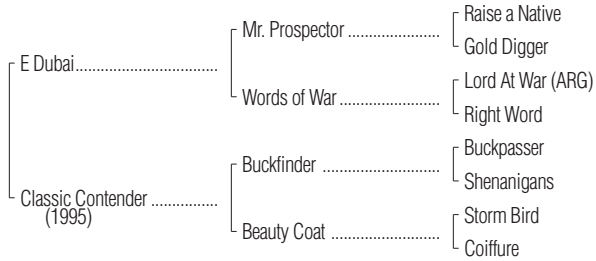 Raise a Native
Mr. Prospector ....................
Gold Digger
E Dubai................................
Lord At War (ARG)
Words of War ......................
Right Word
Buckpasser
Buckfinder ..........................
Shenanigans
Classic Contender ...............
(1995)
Storm Bird
Beauty Coat ........................
Coiffure